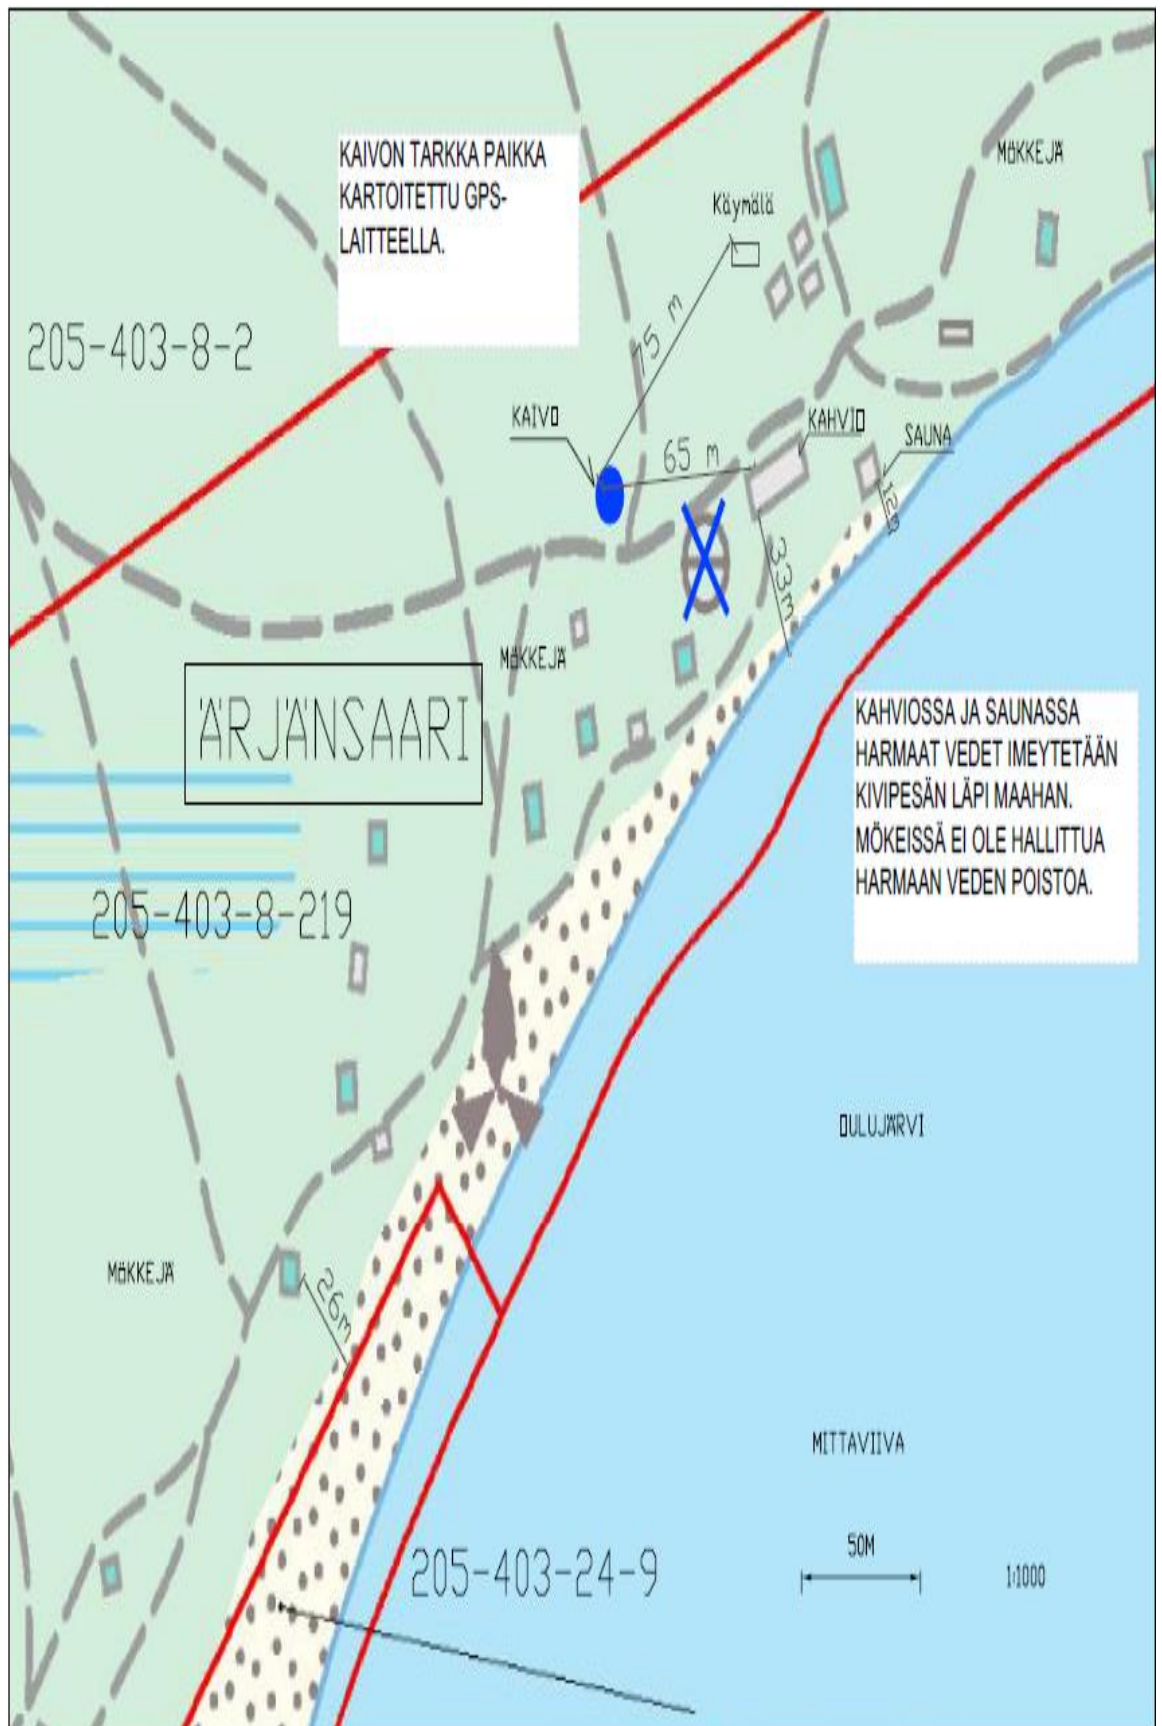 KAIVON TARKKA PAIKKA
KARTOITETTU GPS-
LAITTEELLA.
MÖKKEJÄ
Käymälä
205-403-8-2
75 m
KAIVO
KAHVIO
SAUNA
65 m
12m
33m
MÖKKEJÄ
ÄRJÄNSAARI
KAHVIOSSA JA SAUNASSA
HARMAAT VEDET IMEYTETÄÄN
KIVIPESÄN LÄPI MAAHAN.
MÖKEISSÄ EI OLE HALLITTUA
HARMAAN VEDEN POISTOA.
205-403-8-219
OULUJÄRVI
MÖKKEJÄ
26m
MITTAVIIVA
205-403-24-9
50M
1:1000